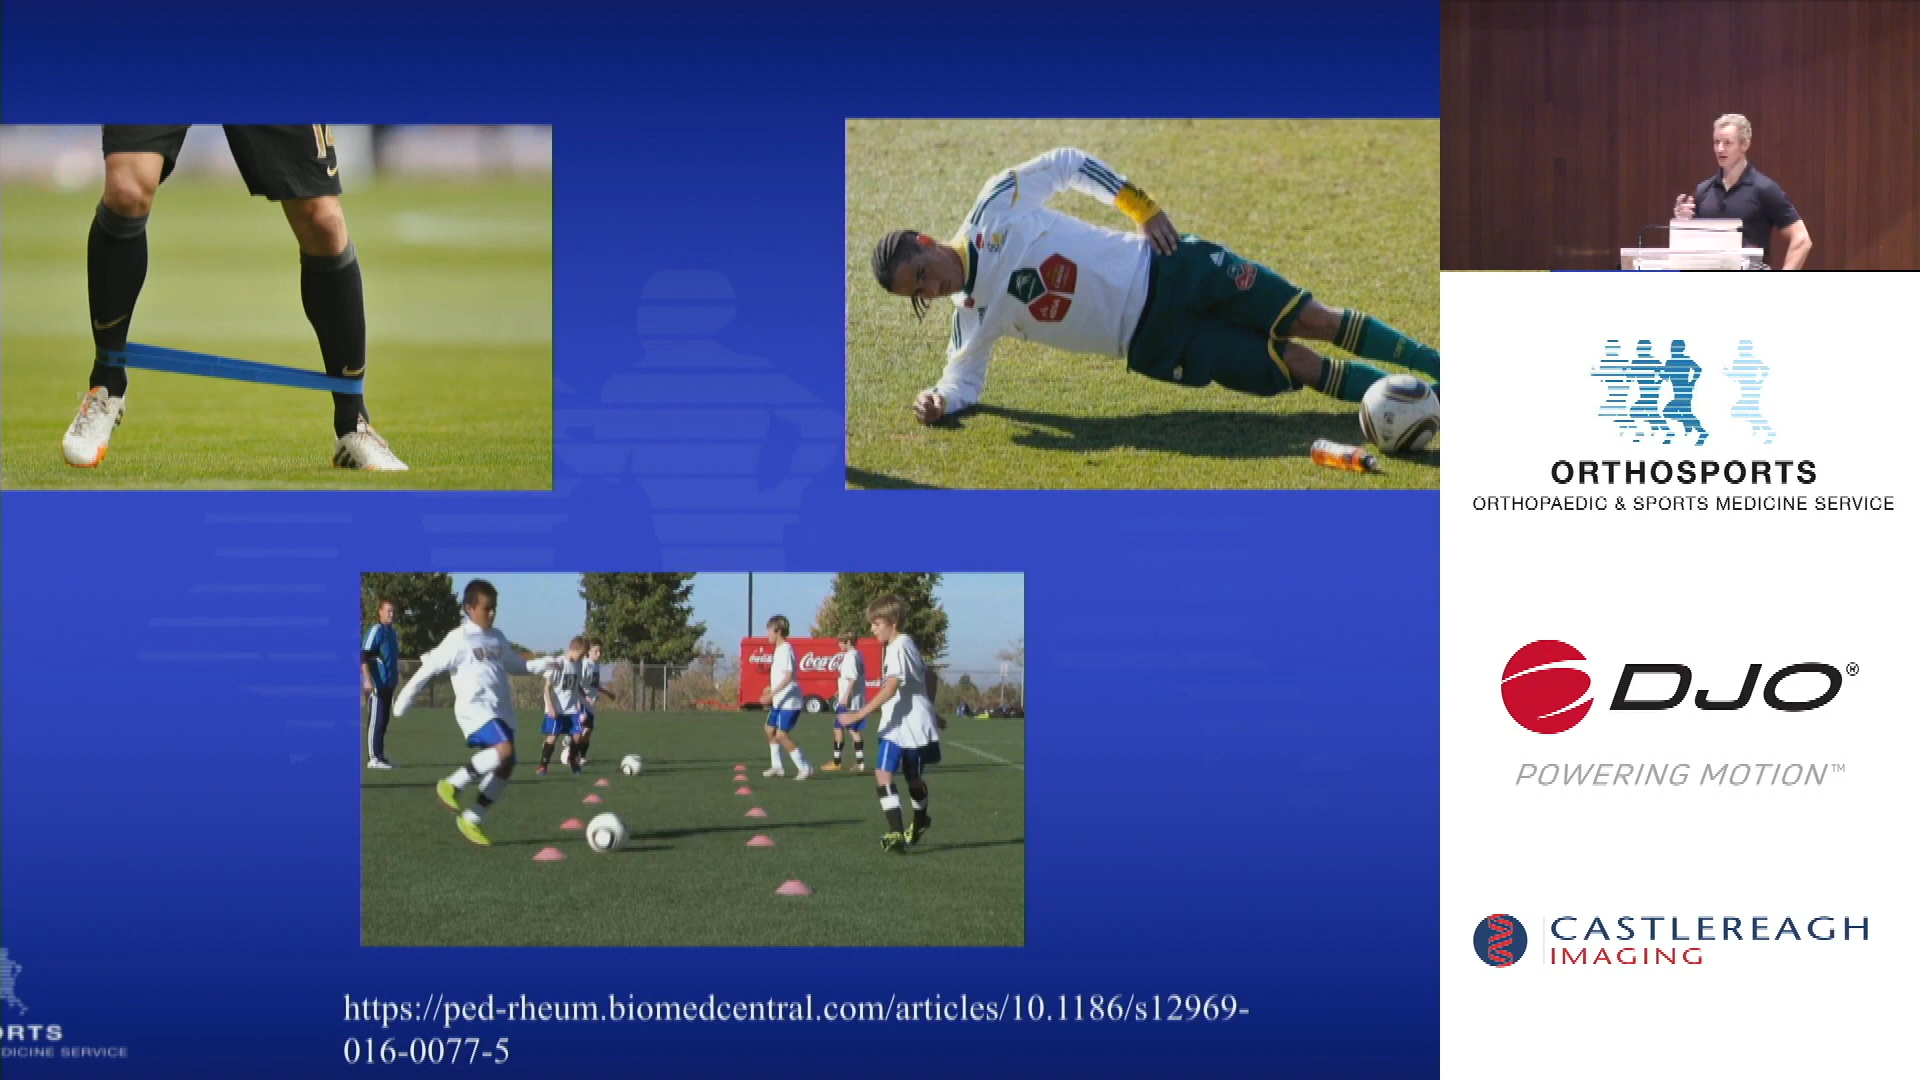 Coca-Cola
https://ped-rheum.biomedcentral.com/articles/10.1186/s12969-
016-0077-5
ORTHOSPORTS
ORTHOPAEDIC & SPORTS MEDICINE SERVICE
DJO®
POWERING MOTION™
CASTLEREAGH
IMAGING
ORTS
DICINE SERVICE